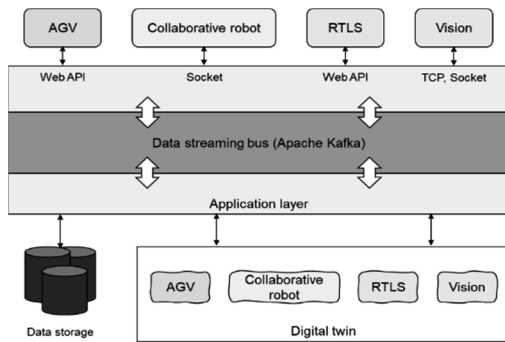 AGV
Collaborative robot
RTLS
Vision
Web API
Socket
Web API
TCP, Socket
Data streaming bus (Apache Kafka)
Application layer
Data storage
AGV
Collaborative
robot
RTLS
Vision
Digital twin